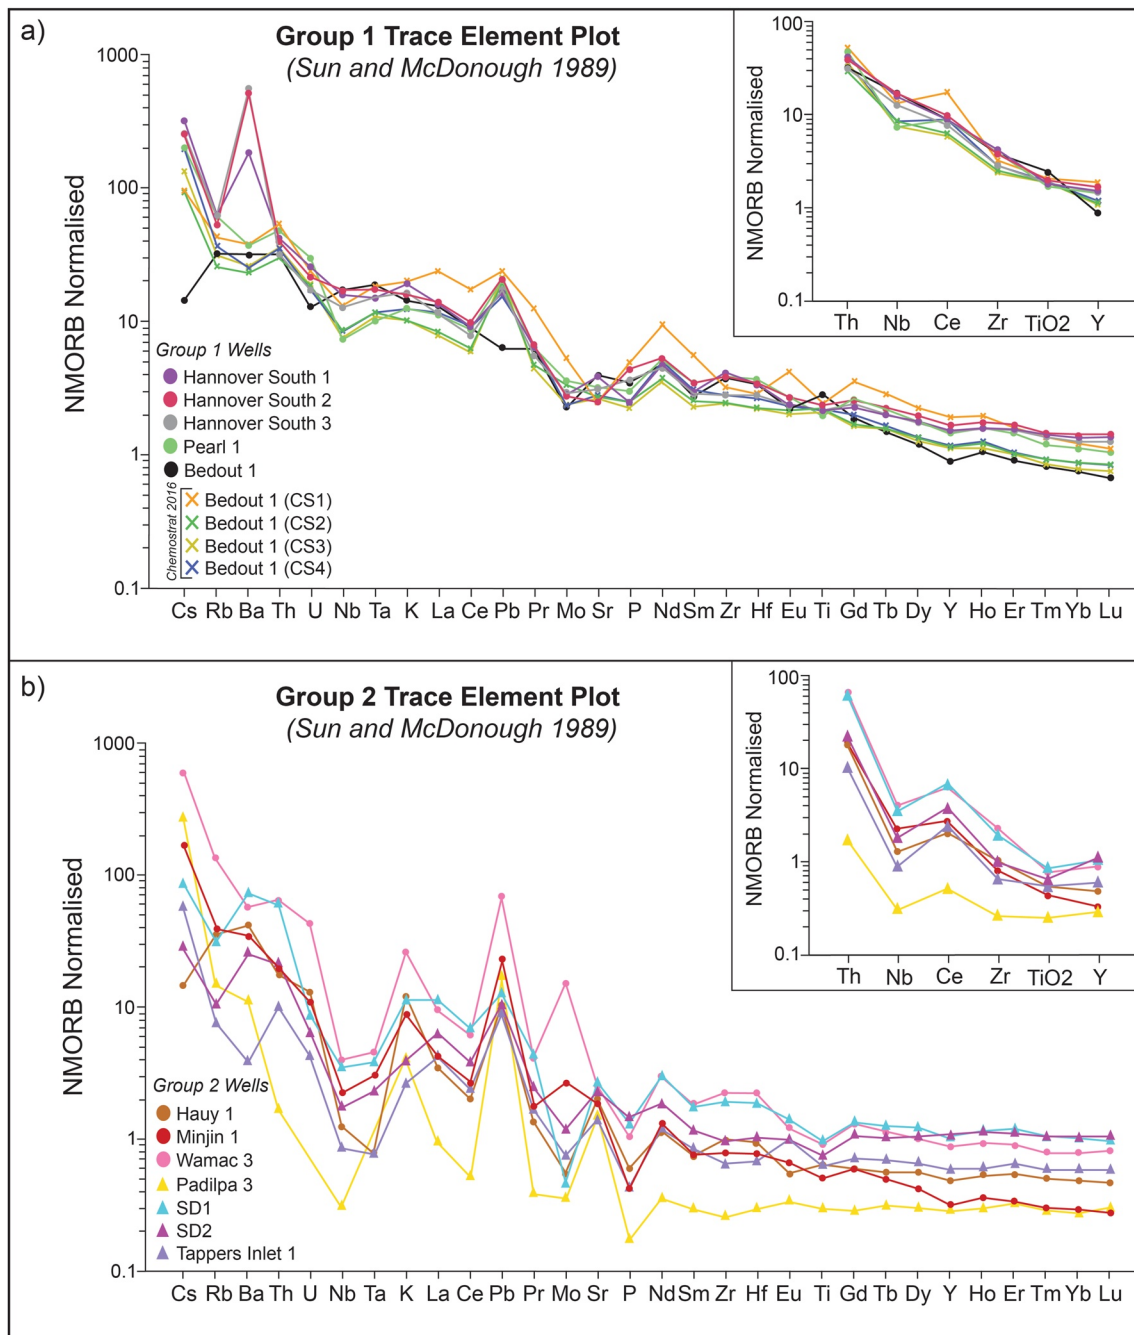 a)
Group 1 Trace Element Plot
(Sun and McDonough 1989)
NMORB Normalised
1000
100
10
1
0.1
Group 1 Wells
Hannover South 1
Hannover South 2
Hannover South 3
Pearl 1
Bedout 1
Chemostrat 2016
Bedout 1 (CS1)
Bedout 1 (CS2)
Bedout 1 (CS3)
Bedout 1 (CS4)
Cs Rb Ba Th U Nb Ta K La Ce Pb Pr Mo Sr P Nd Sm Zr Hf Eu Ti Gd Tb Dy Y Ho Er Tm Yb Lu
NMORB Normalised
100
10
1
0.1
Th Nb Ce Zr TiO2 Y
b)
Group 2 Trace Element Plot
(Sun and McDonough 1989)
NMORB Normalised
1000
100
10
1
0.1
Group 2 Wells
Hauy 1
Minjin 1
Wamac 3
Padilpa 3
SD1
SD2
Tappers Inlet 1
Cs Rb Ba Th U Nb Ta K La Ce Pb Pr Mo Sr P Nd Sm Zr Hf Eu Ti Gd Tb Dy Y Ho Er Tm Yb Lu
NMORB Normalised
100
10
1
0.1
Th Nb Ce Zr TiO2 Y